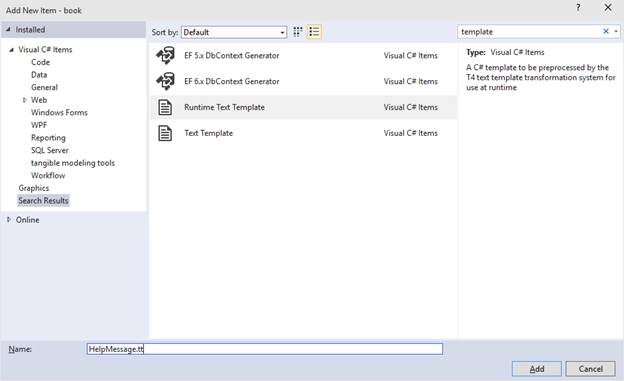 Add New Item - book
?
Installed
Visual C# Items
Code
Data
General
Web
Windows Forms
WPF
Reporting
SQL Server
tangible modeling tools
Workflow
Graphics
Search Results
Online
Sort by: Default
EF 5.x DbContext Generator Visual C# Items
EF 6.x DbContext Generator Visual C# Items
Runtime Text Template Visual C# Items
Text Template Visual C# Items
template
Type: Visual C# Items
A C# template to be preprocessed by the
T4 text template transformation system for
use at runtime
Name: HelpMessage.tt
Add Cancel